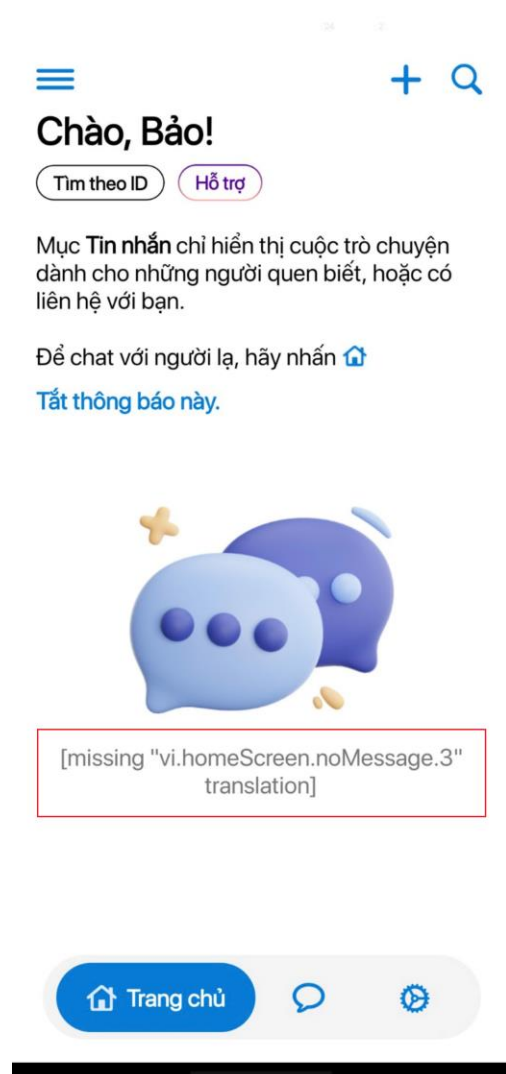 Chào, Bảo!
Tìm theo ID
Hỗ trợ
Mục Tin nhắn chỉ hiển thị cuộc trò chuyện
dành cho những người quen biết, hoặc có
liên hệ với bạn.
Để chat với người lạ, hãy nhấn
Tắt thông báo này.
[missing "vi.homeScreen.noMessage.3"
translation]
Trang chủ